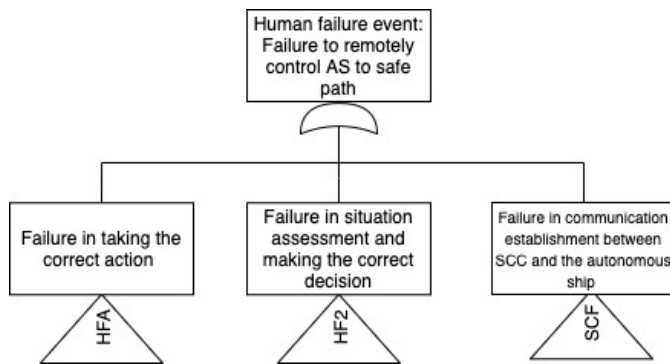 Human failure event:
Failure to remotely
control AS to safe
path
Failure in taking the
correct action
Failure in situation
assessment and
making the correct
decision
Failure in communication
establishment between
SCC and the autonomous
ship
HFA
HF2
SCF